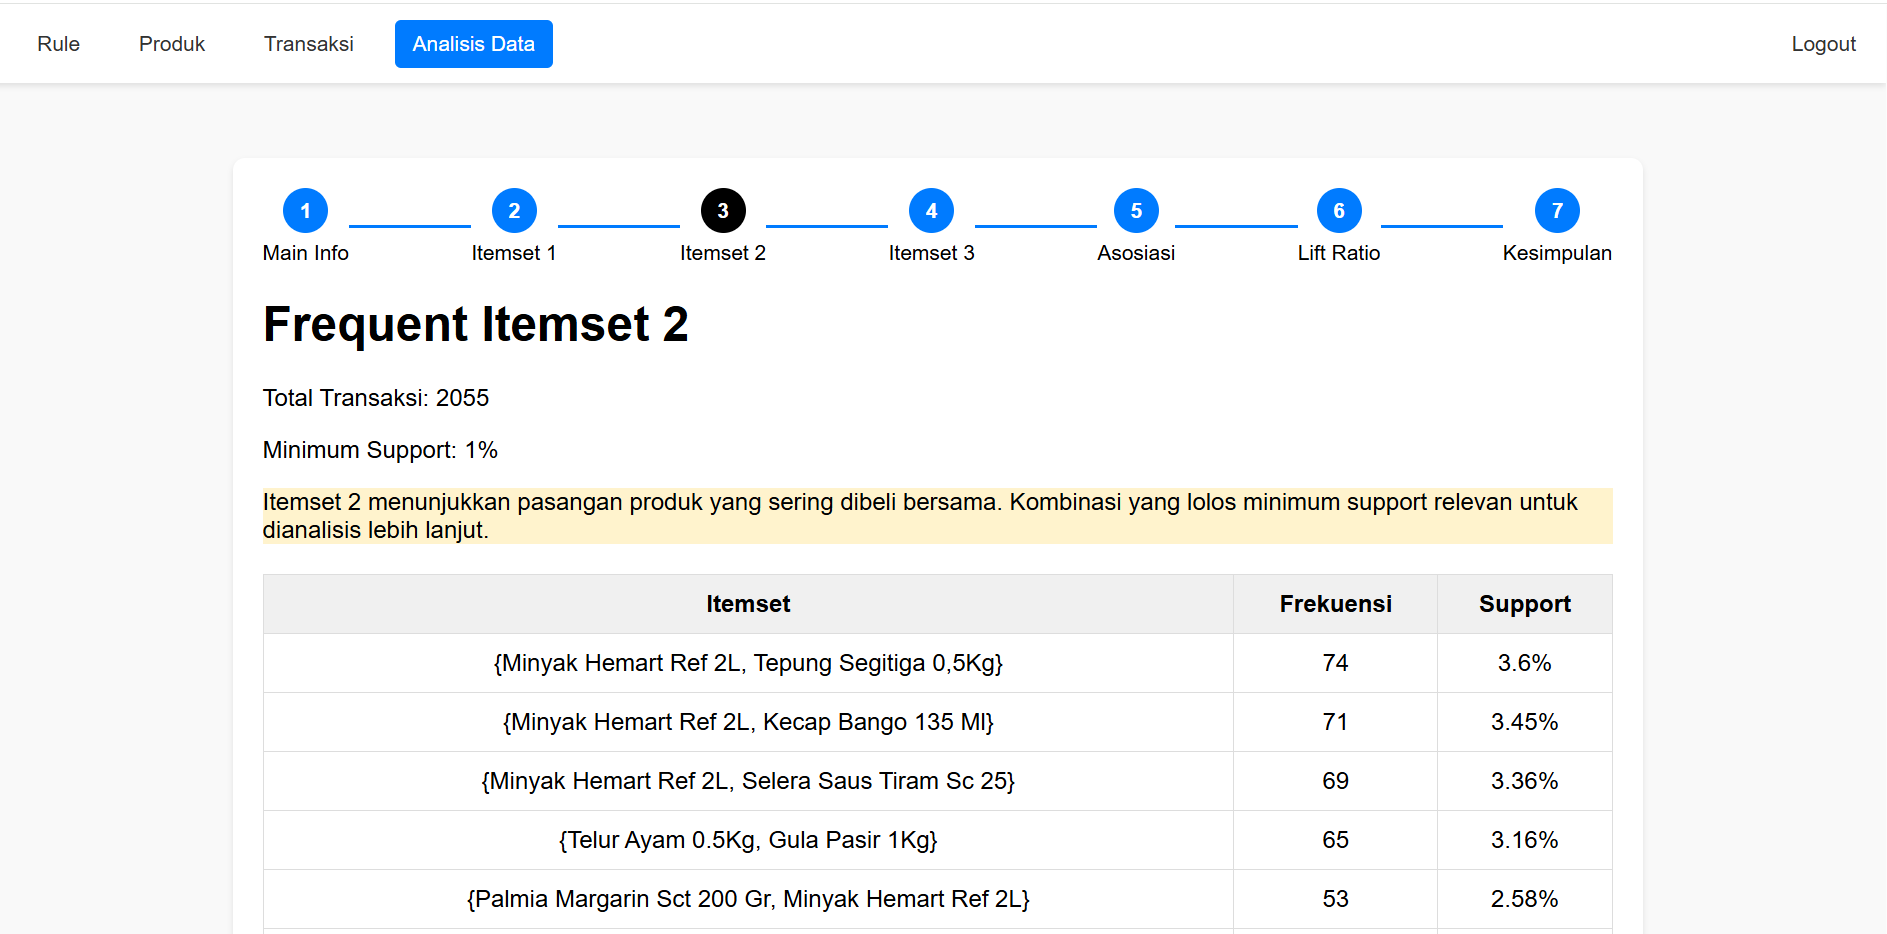 Rule Produk Transaksi Analisis Data Logout
1 2 3 4 5 6 7
Main Info Itemset 1 Itemset 2 Itemset 3 Asosiasi Lift Ratio Kesimpulan
Frequent Itemset 2
Total Transaksi: 2055
Minimum Support: 1%
Itemset 2 menunjukkan pasangan produk yang sering dibeli bersama. Kombinasi yang lolos minimum support relevan untuk
dianalisis lebih lanjut.
Itemset Frekuensi Support
{Minyak Hemart Ref 2L, Tepung Segitiga 0,5Kg} 74 3.6%
{Minyak Hemart Ref 2L, Kecap Bango 135 Ml} 71 3.45%
{Minyak Hemart Ref 2L, Selera Saus Tiram Sc 25} 69 3.36%
{Telur Ayam 0.5Kg, Gula Pasir 1Kg} 65 3.16%
{Palmia Margarin Sct 200 Gr, Minyak Hemart Ref 2L} 53 2.58%